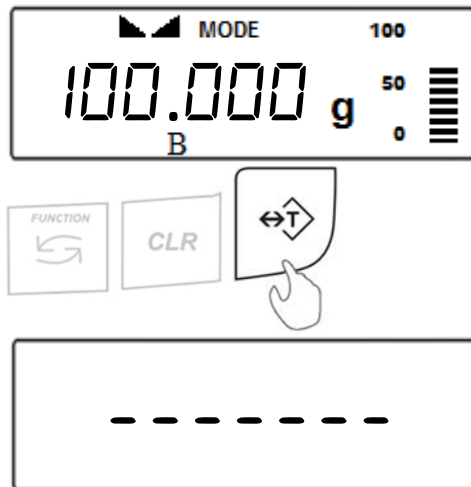 MODE 100
100.000 g 50
B 0
FUNCTION CLR T
- - - - - - -